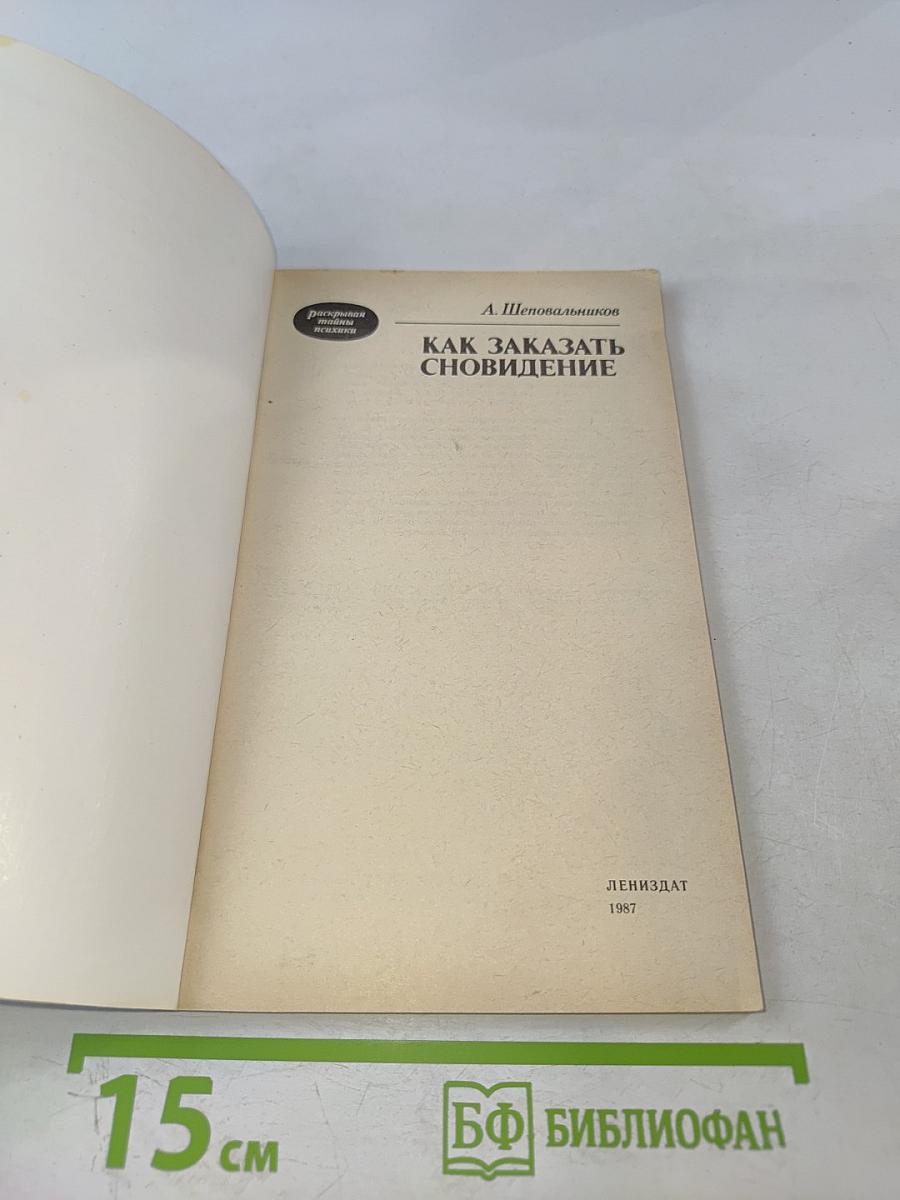 раскрывая
тайны
психики
А. Шеповальников
КАК ЗАКАЗАТЬ
СНОВИДЕНИЕ
ЛЕНИЗДАТ
1987
15 см
БФ БИБЛИОФАН